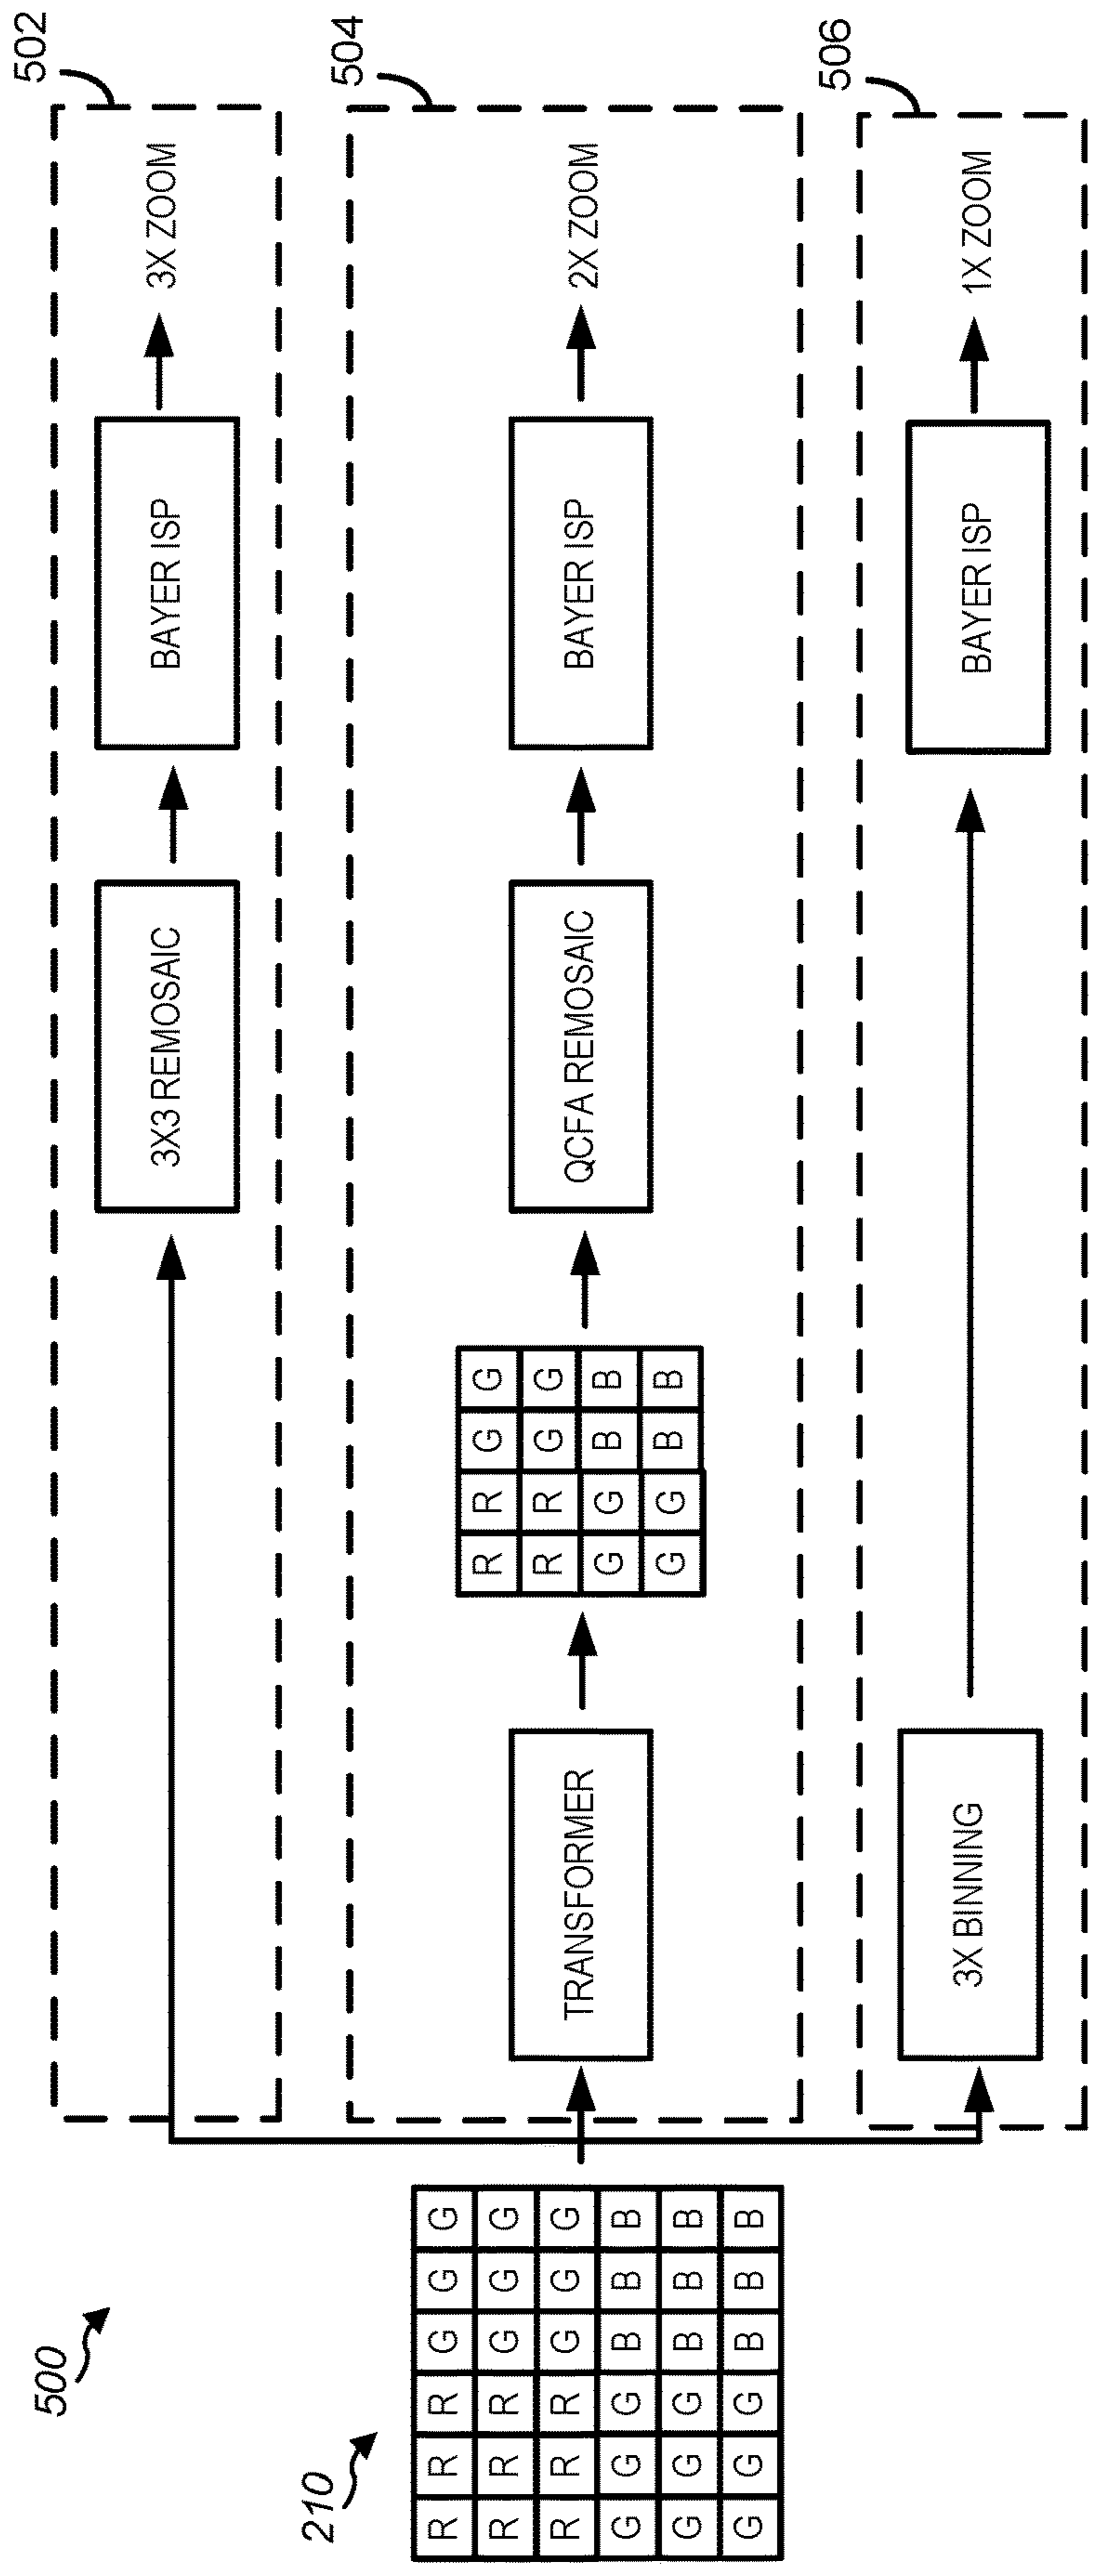 500
210
R R R G G G
R R R G G G
R R R G G G
G G G B B B
G G G B B B
G G G B B B
502
3X3 REMOSAIC
BAYER ISP
3X ZOOM
504
TRANSFORMER
R R G G
R R G G
G G B B
G G B B
QCFA REMOSAIC
BAYER ISP
2X ZOOM
506
3X BINNING
BAYER ISP
1X ZOOM